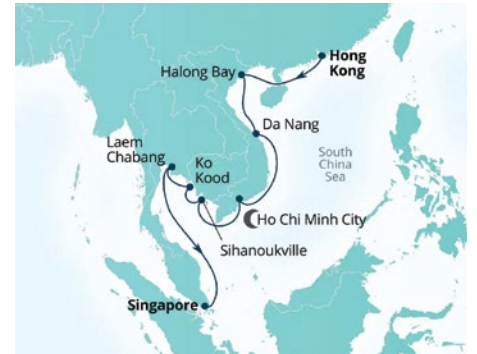 Hong
Kong
Halong Bay
Da Nang
Laem
Chabang
Ko
Kood
South
China
Sea
Ho Chi Minh City
Sihanoukville
Singapore